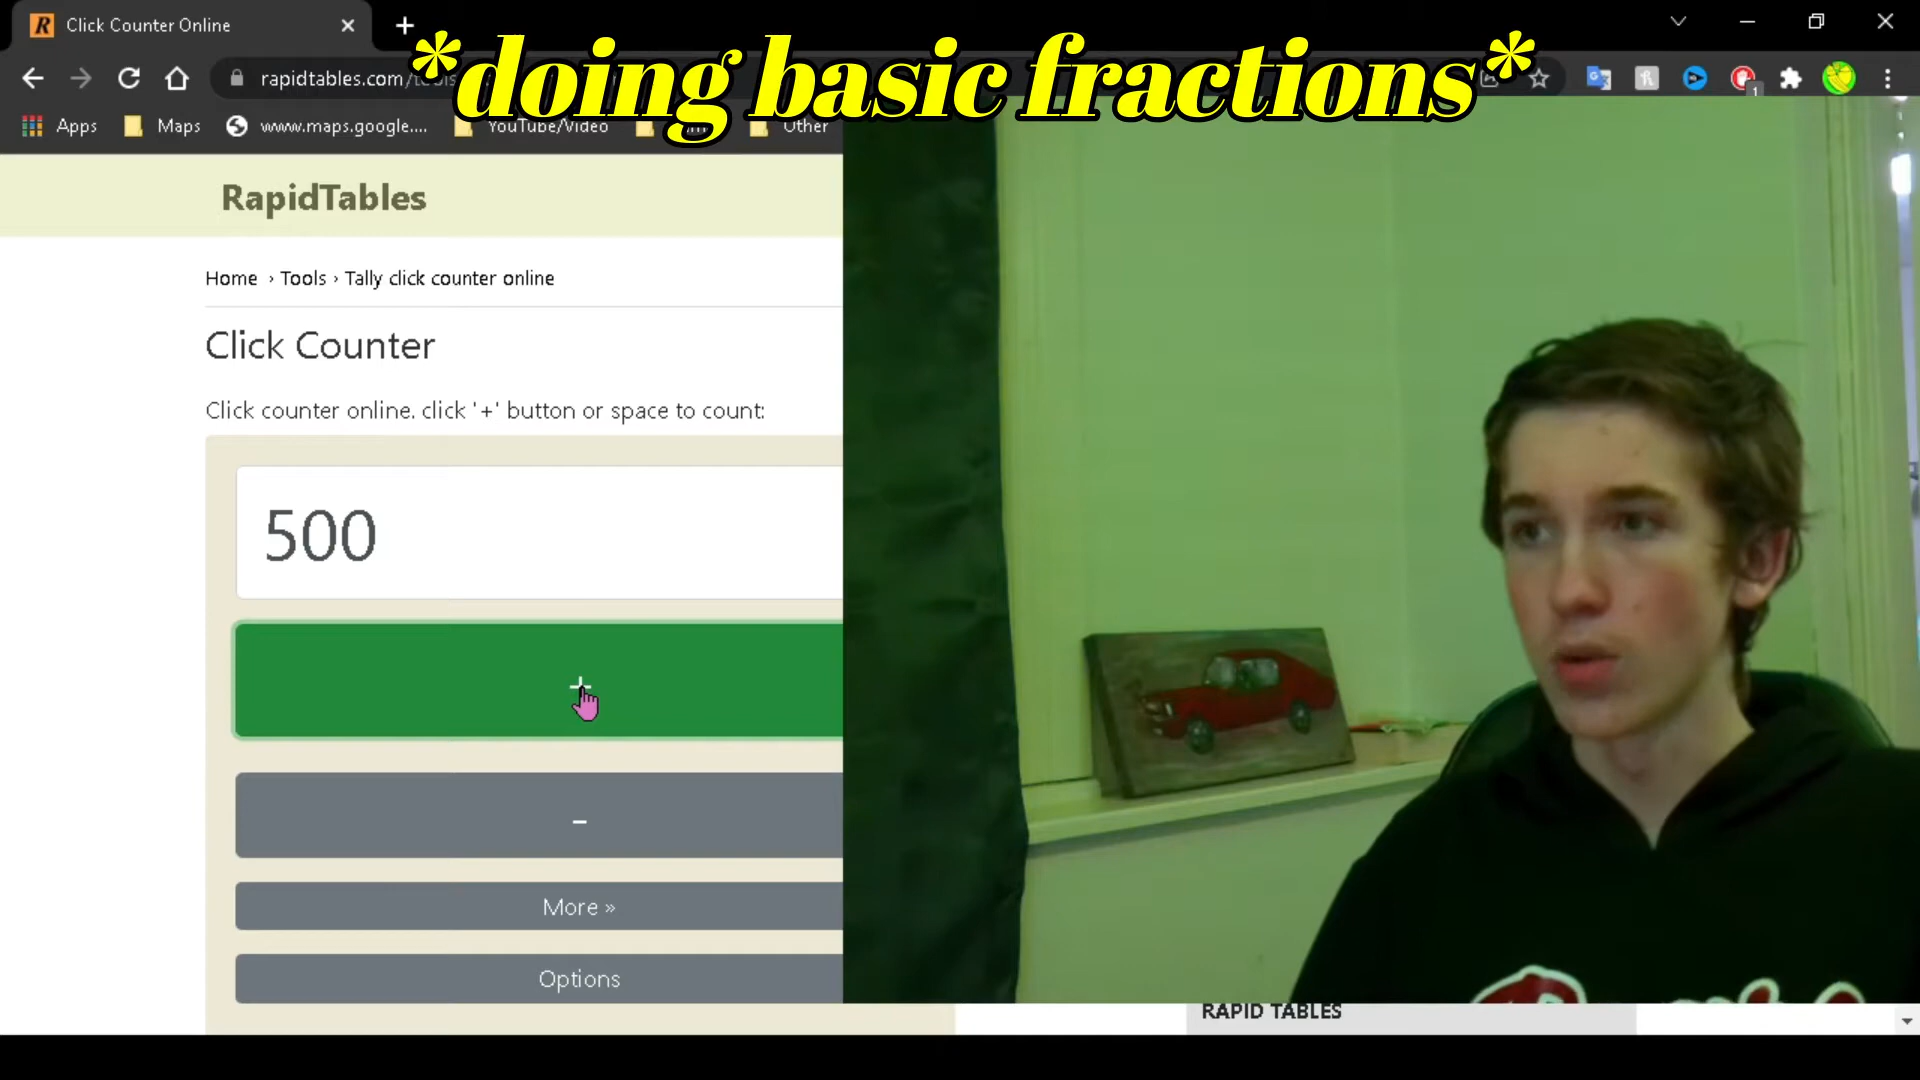 Click Counter Online
*doing basic fractions*
rapidtables.com/tools
Apps
Maps
www.maps.google....
YouTube/Video
Other
RapidTables
Home › Tools › Tally click counter online
Click Counter
Click counter online. click '+' button or space to count:
500
+
-
More »
Options
RAPID TABLES